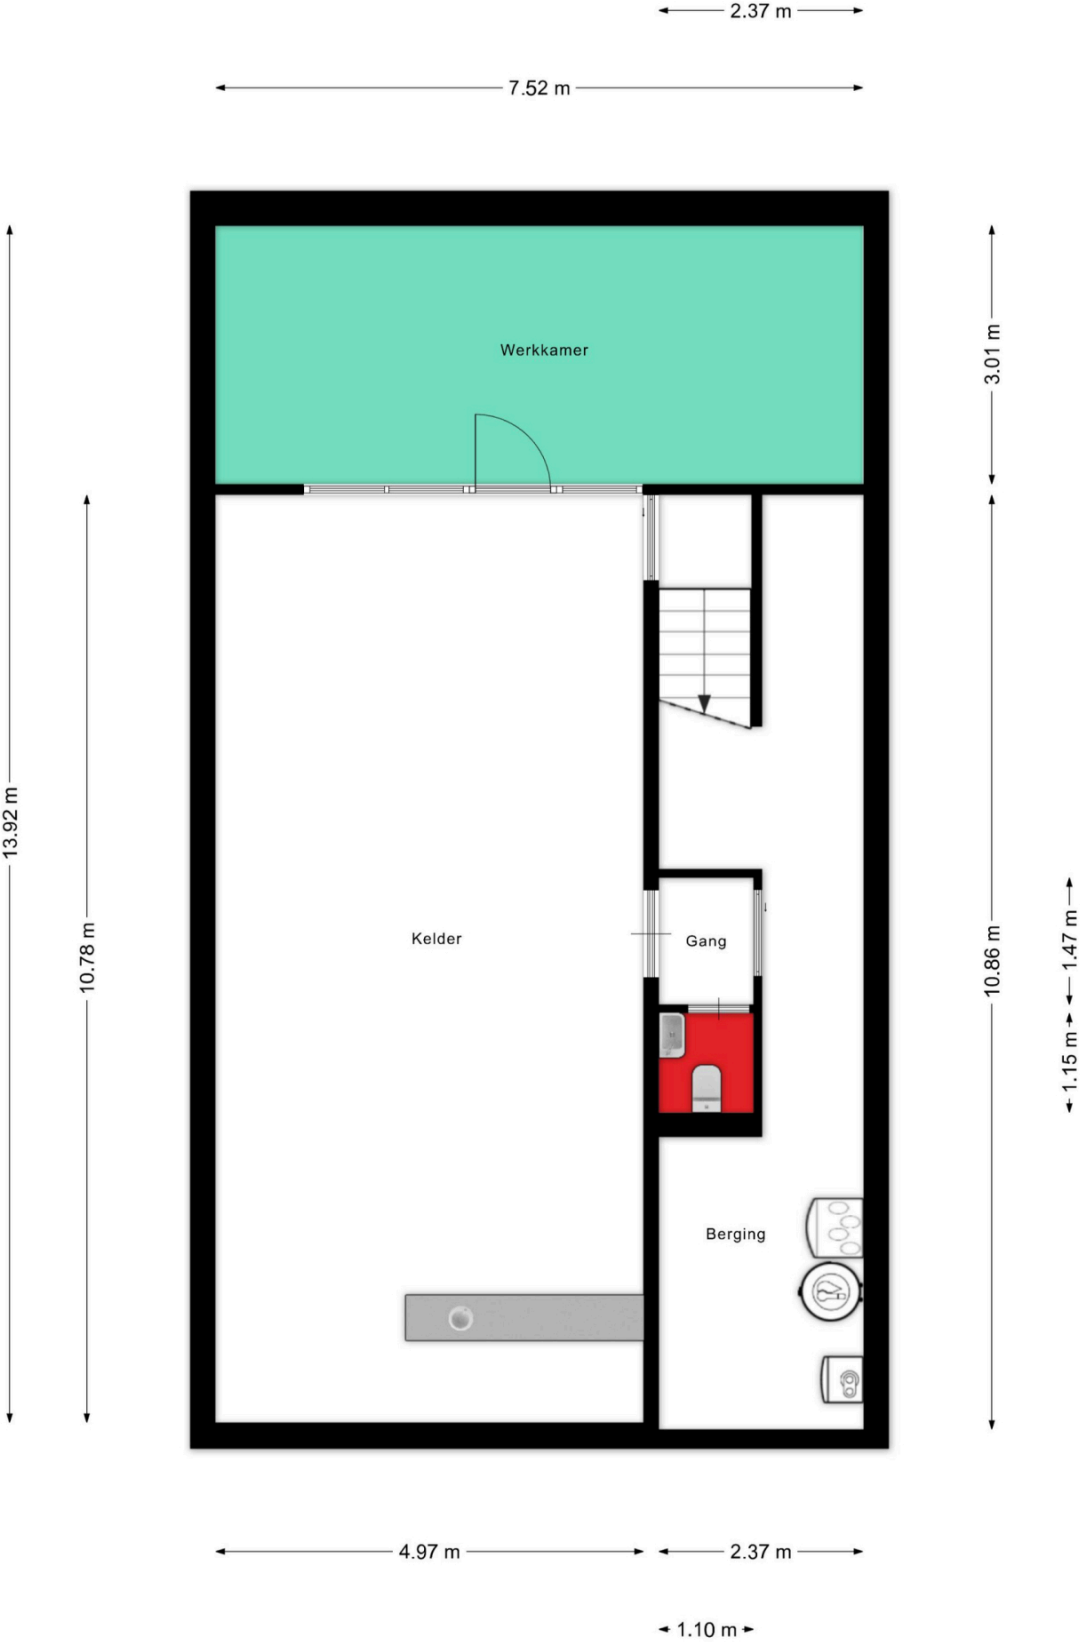 2.37 m
7.52 m
Werkkamer
3.01 m
13.92 m
10.78 m
Kelder
Gang
10.86 m
1.47 m
1.15 m
Berging
4.97 m
2.37 m
1.10 m